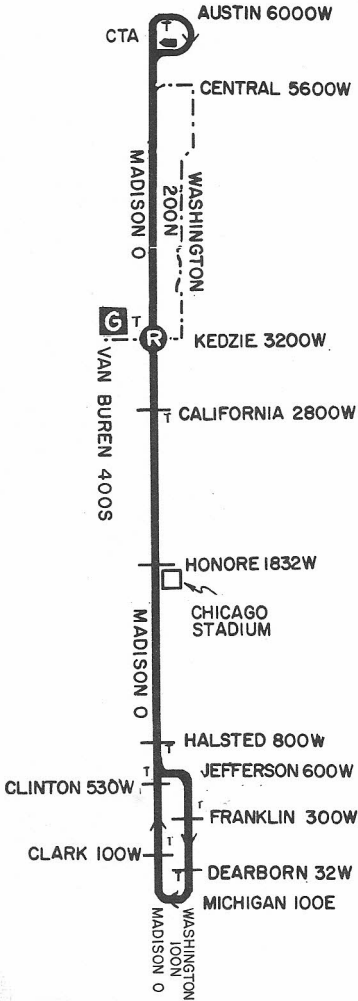 AUSTIN 6000W
T
CTA
CENTRAL 5600W
MADISON 0
WASHINGTON
200N
G
T
R
KEDZIE 3200W
VAN BUREN 400S
CALIFORNIA 2800W
T
HONORE 1832W
CHICAGO
STADIUM
MADISON 0
HALSTED 800W
T
T
JEFFERSON 600W
CLINTON 530W
T
FRANKLIN 300W
T
CLARK 100W
DEARBORN 32W
T
MICHIGAN 100E
MADISON 0
WASHINGTON
100N